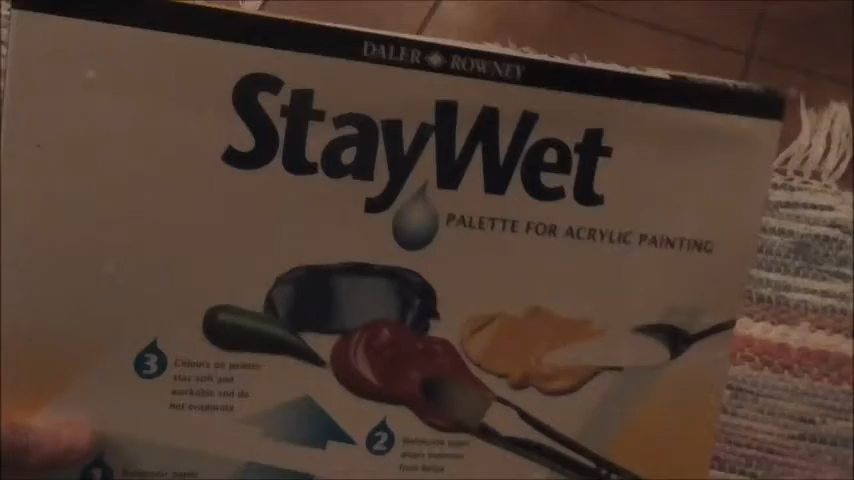 DALER ROWNEY
StayWet
PALETTE FOR ACRYLIC PAINTING
3
Colours on
stay soft and
workable and do
not evaporate
2
1
paper